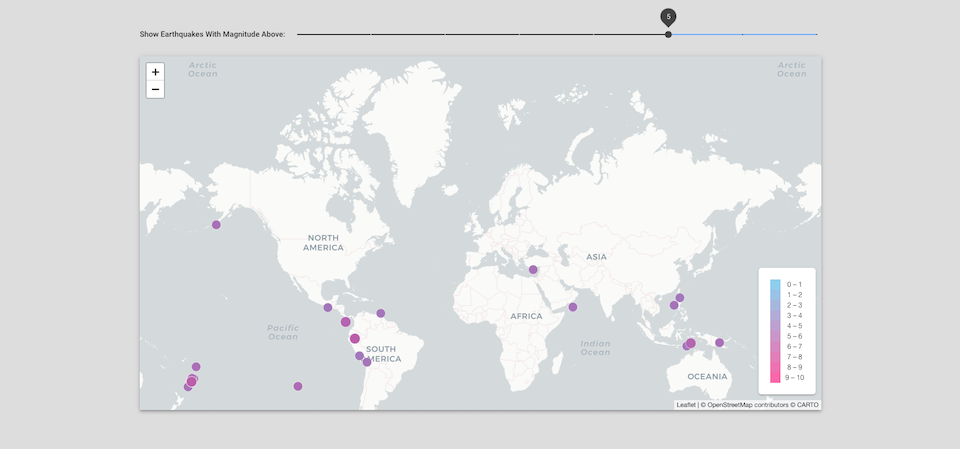 5
Show Earthquakes With Magnitude Above:
+
−
Arctic
Ocean
Arctic
Ocean
NORTH
AMERICA
ASIA
Pacific
Ocean
AFRICA
Indian
Ocean
SOUTH
MERICA
OCEANIA
0 – 1
1 – 2
2 – 3
3 – 4
4 – 5
5 – 6
6 – 7
7 – 8
8 – 9
9 – 10
Leaflet | © OpenStreetMap contributors © CARTO